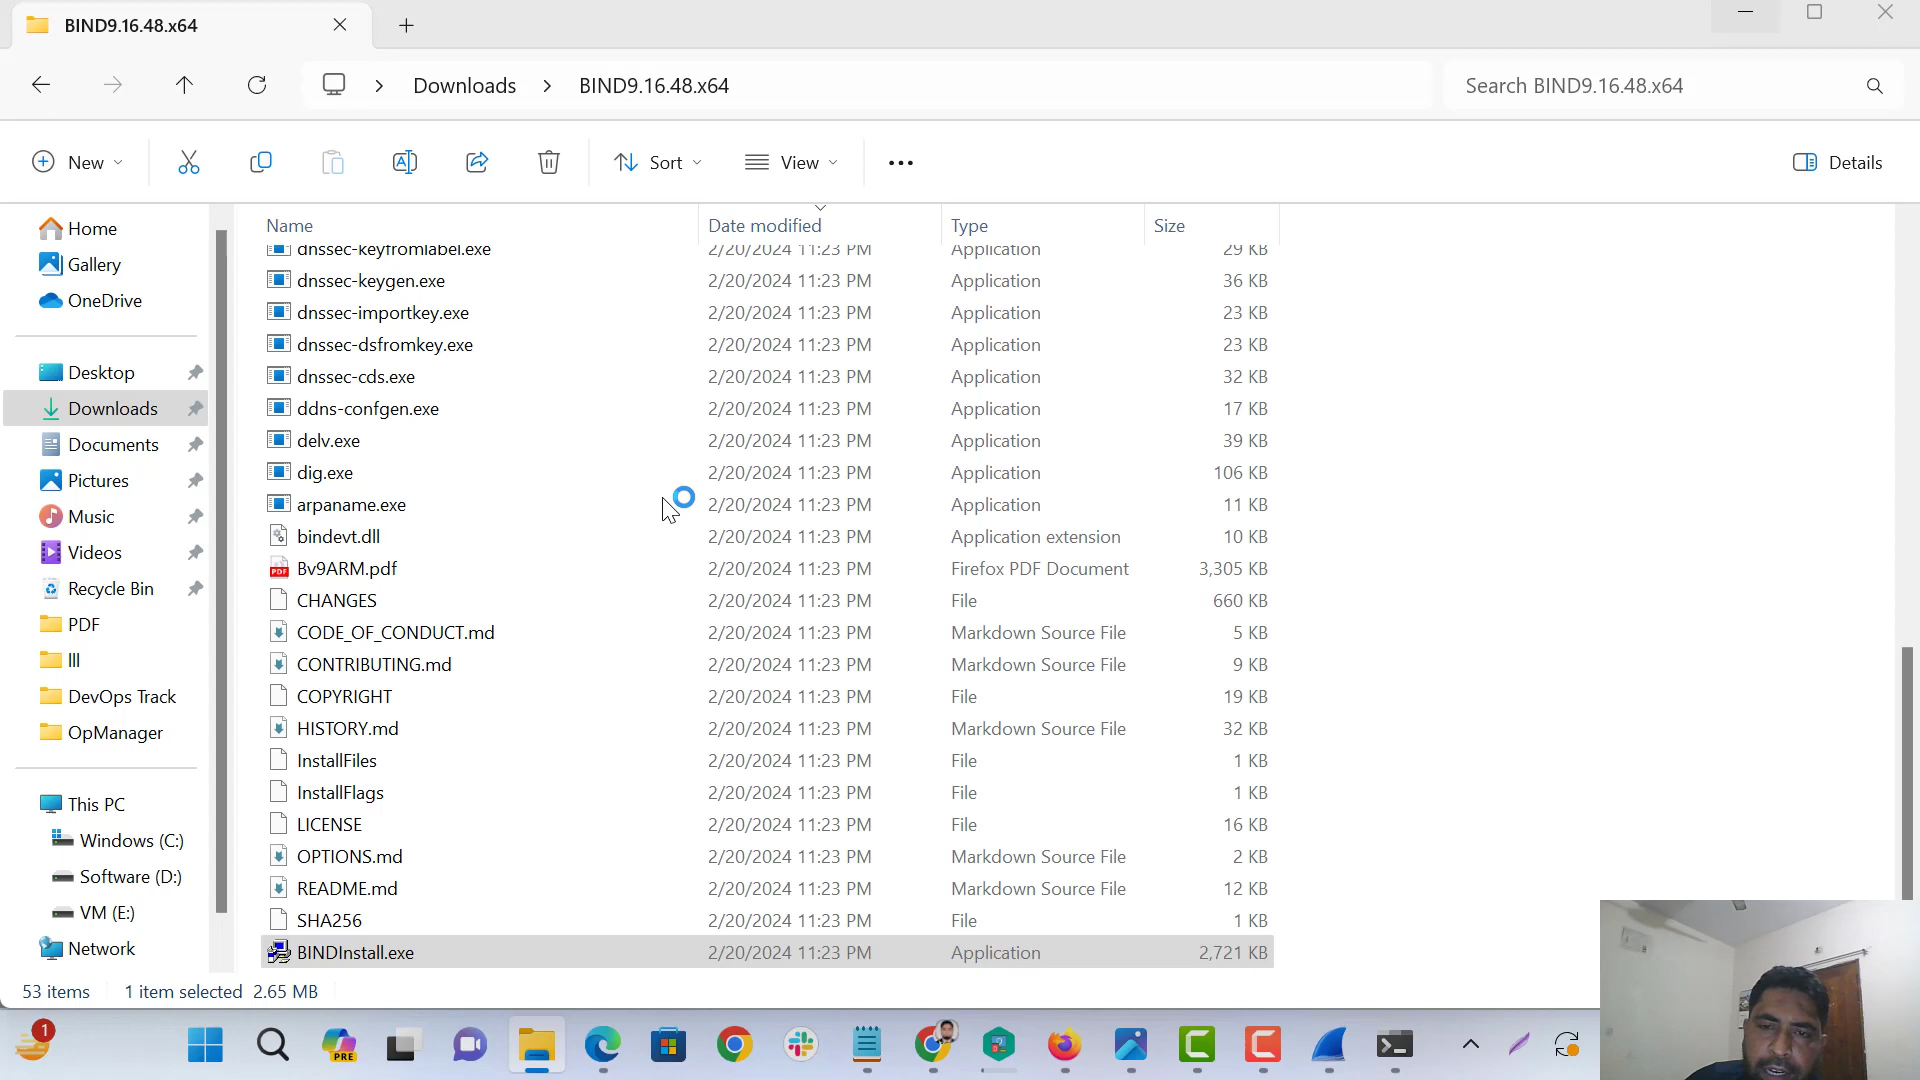 BIND9.16.48.x64
Downloads BIND9.16.48.x64 Search BIND9.16.48.x64
New Sort View Details
Name Date modified Type Size
Home
Gallery
OneDrive
Desktop
Downloads
Documents
Pictures
Music
Videos
Recycle Bin
PDF
lll
DevOps Track
OpManager
This PC
Windows (C:)
Software (D:)
VM (E:)
Network
dnssec-keyfromlabel.exe 2/20/2024 11:23 PM Application 29 KB
dnssec-keygen.exe 2/20/2024 11:23 PM Application 36 KB
dnssec-importkey.exe 2/20/2024 11:23 PM Application 23 KB
dnssec-dsfromkey.exe 2/20/2024 11:23 PM Application 23 KB
dnssec-cds.exe 2/20/2024 11:23 PM Application 32 KB
ddns-confgen.exe 2/20/2024 11:23 PM Application 17 KB
delv.exe 2/20/2024 11:23 PM Application 39 KB
dig.exe 2/20/2024 11:23 PM Application 106 KB
arpaname.exe 2/20/2024 11:23 PM Application 11 KB
bindevt.dll 2/20/2024 11:23 PM Application extension 10 KB
Bv9ARM.pdf 2/20/2024 11:23 PM Firefox PDF Document 3,305 KB
CHANGES 2/20/2024 11:23 PM File 660 KB
CODE_OF_CONDUCT.md 2/20/2024 11:23 PM Markdown Source File 5 KB
CONTRIBUTING.md 2/20/2024 11:23 PM Markdown Source File 9 KB
COPYRIGHT 2/20/2024 11:23 PM File 19 KB
HISTORY.md 2/20/2024 11:23 PM Markdown Source File 32 KB
InstallFiles 2/20/2024 11:23 PM File 1 KB
InstallFlags 2/20/2024 11:23 PM File 1 KB
LICENSE 2/20/2024 11:23 PM File 16 KB
OPTIONS.md 2/20/2024 11:23 PM Markdown Source File 2 KB
README.md 2/20/2024 11:23 PM Markdown Source File 12 KB
SHA256 2/20/2024 11:23 PM File 1 KB
BINDInstall.exe 2/20/2024 11:23 PM Application 2,721 KB
53 items 1 item selected 2.65 MB
1
PRE